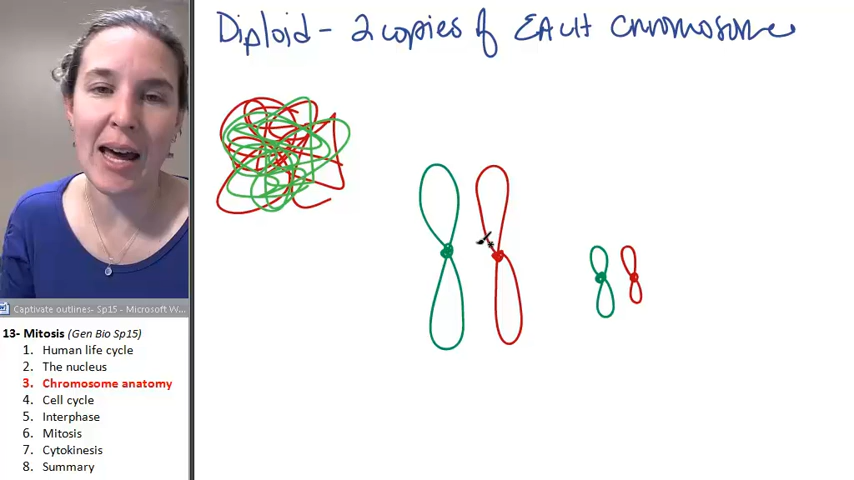 Diploid - 2 copies of EACH chromosome
Captivate outlines- Sp15 - Microsoft W...
13- Mitosis (Gen Bio Sp15)
1. Human life cycle
2. The nucleus
3. Chromosome anatomy
4. Cell cycle
5. Interphase
6. Mitosis
7. Cytokinesis
8. Summary